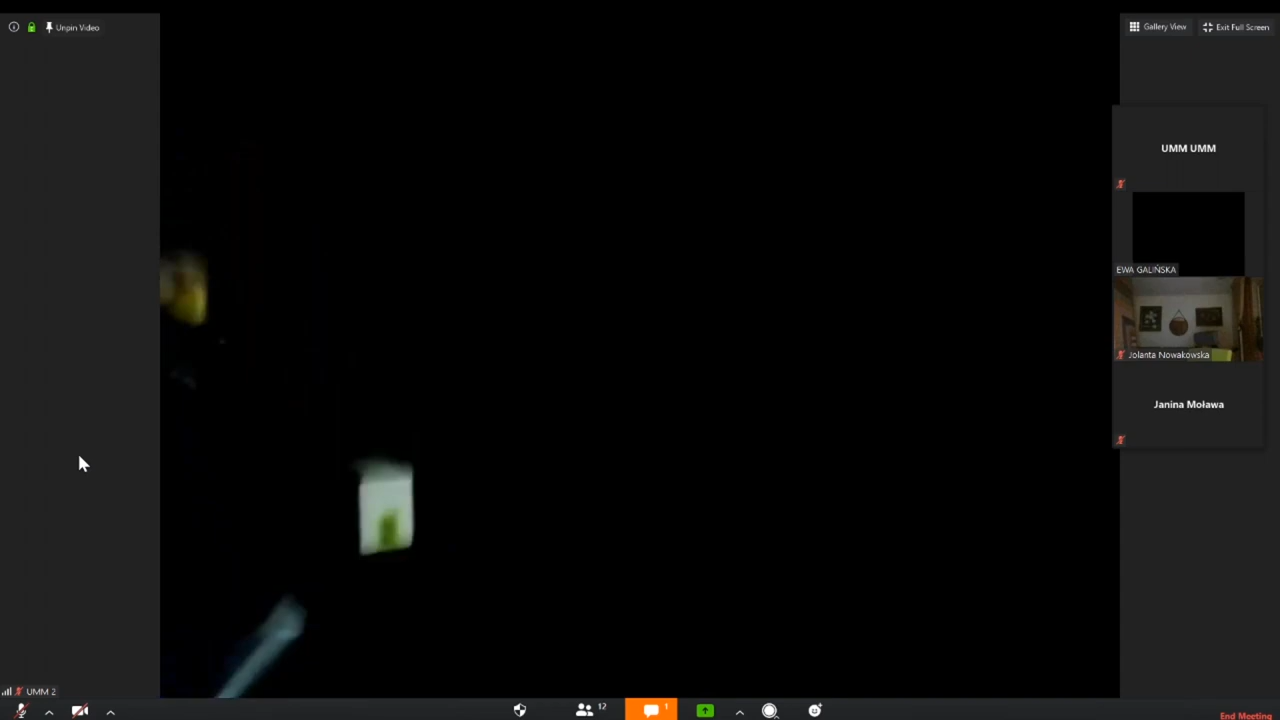 Unpin Video
Gallery View
Exit Full Screen
UMM UMM
EWA GALIŃSKA
Jolanta Nowakowska
Janina Moława
UMM 2
12
1
End Meeting